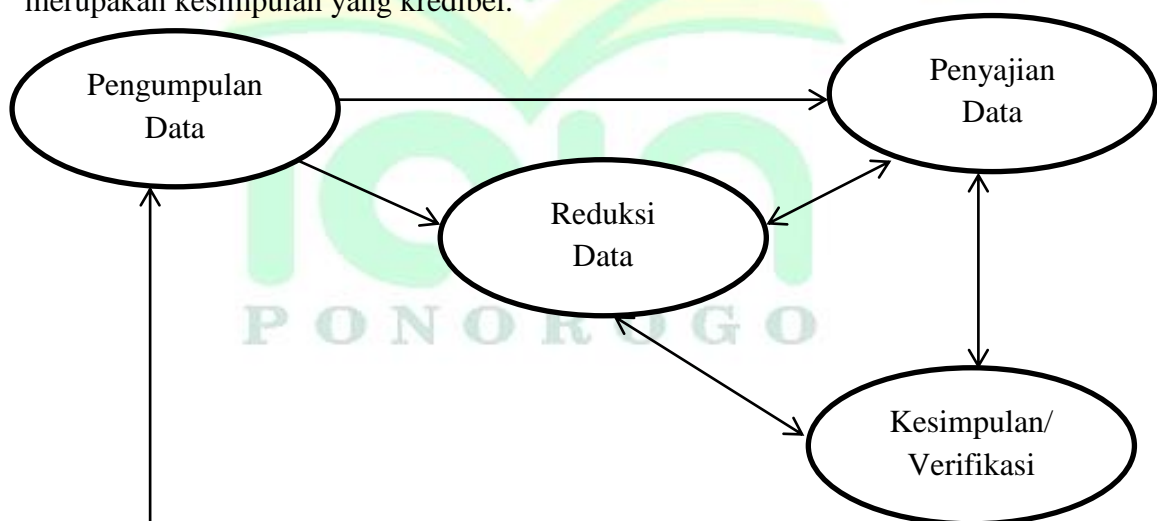 merupakan kesimpulan yang kredibel.
Pengumpulan
Data
Penyajian
Data
Reduksi
Data
PONOROGO
Kesimpulan/
Verifikasi